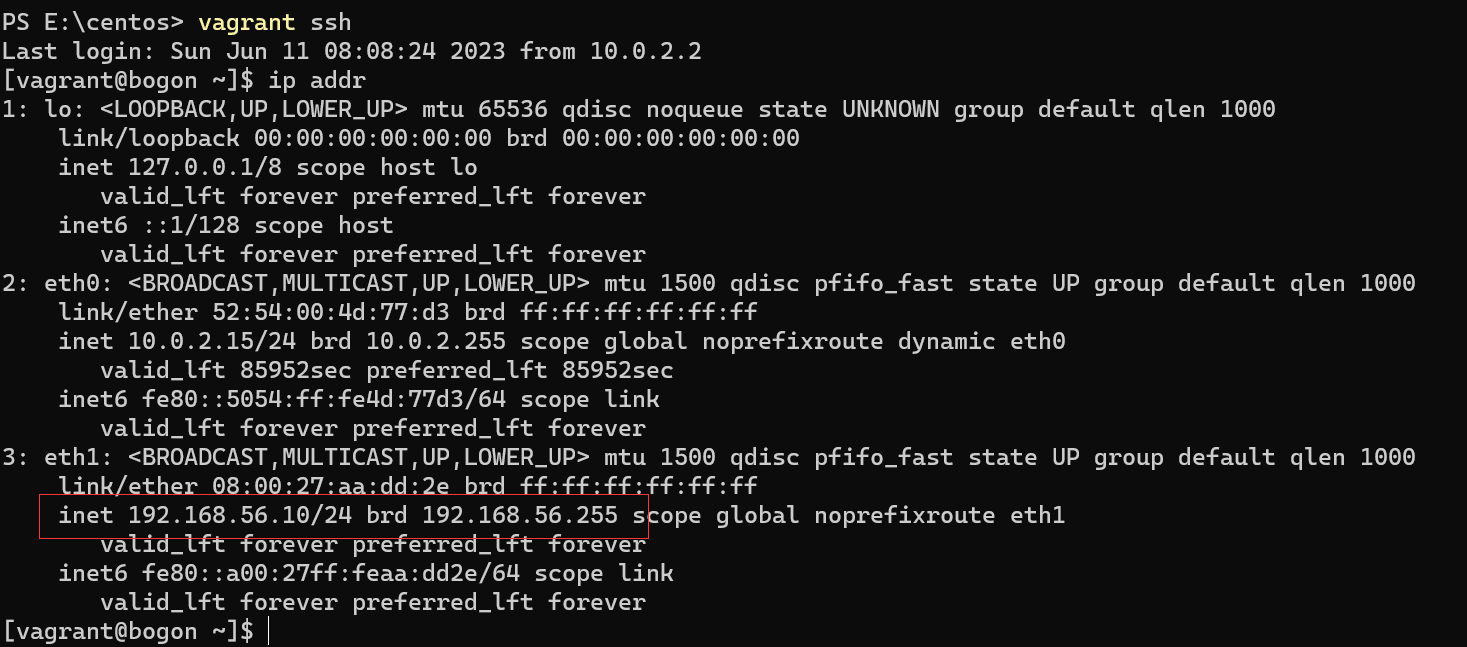 PS E:\centos> vagrant ssh
Last login: Sun Jun 11 08:08:24 2023 from 10.0.2.2
[vagrant@bogon ~]$ ip addr
1: lo: <LOOPBACK,UP,LOWER_UP> mtu 65536 qdisc noqueue state UNKNOWN group default qlen 1000
    link/loopback 00:00:00:00:00:00 brd 00:00:00:00:00:00
    inet 127.0.0.1/8 scope host lo
       valid_lft forever preferred_lft forever
    inet6 ::1/128 scope host
       valid_lft forever preferred_lft forever
2: eth0: <BROADCAST,MULTICAST,UP,LOWER_UP> mtu 1500 qdisc pfifo_fast state UP group default qlen 1000
    link/ether 52:54:00:4d:77:d3 brd ff:ff:ff:ff:ff:ff
    inet 10.0.2.15/24 brd 10.0.2.255 scope global noprefixroute dynamic eth0
       valid_lft 85952sec preferred_lft 85952sec
    inet6 fe80::5054:ff:fe4d:77d3/64 scope link
       valid_lft forever preferred_lft forever
3: eth1: <BROADCAST,MULTICAST,UP,LOWER_UP> mtu 1500 qdisc pfifo_fast state UP group default qlen 1000
    link/ether 08:00:27:aa:dd:2e brd ff:ff:ff:ff:ff:ff
    inet 192.168.56.10/24 brd 192.168.56.255 scope global noprefixroute eth1
       valid_lft forever preferred_lft forever
    inet6 fe80::a00:27ff:feaa:dd2e/64 scope link
       valid_lft forever preferred_lft forever
[vagrant@bogon ~]$